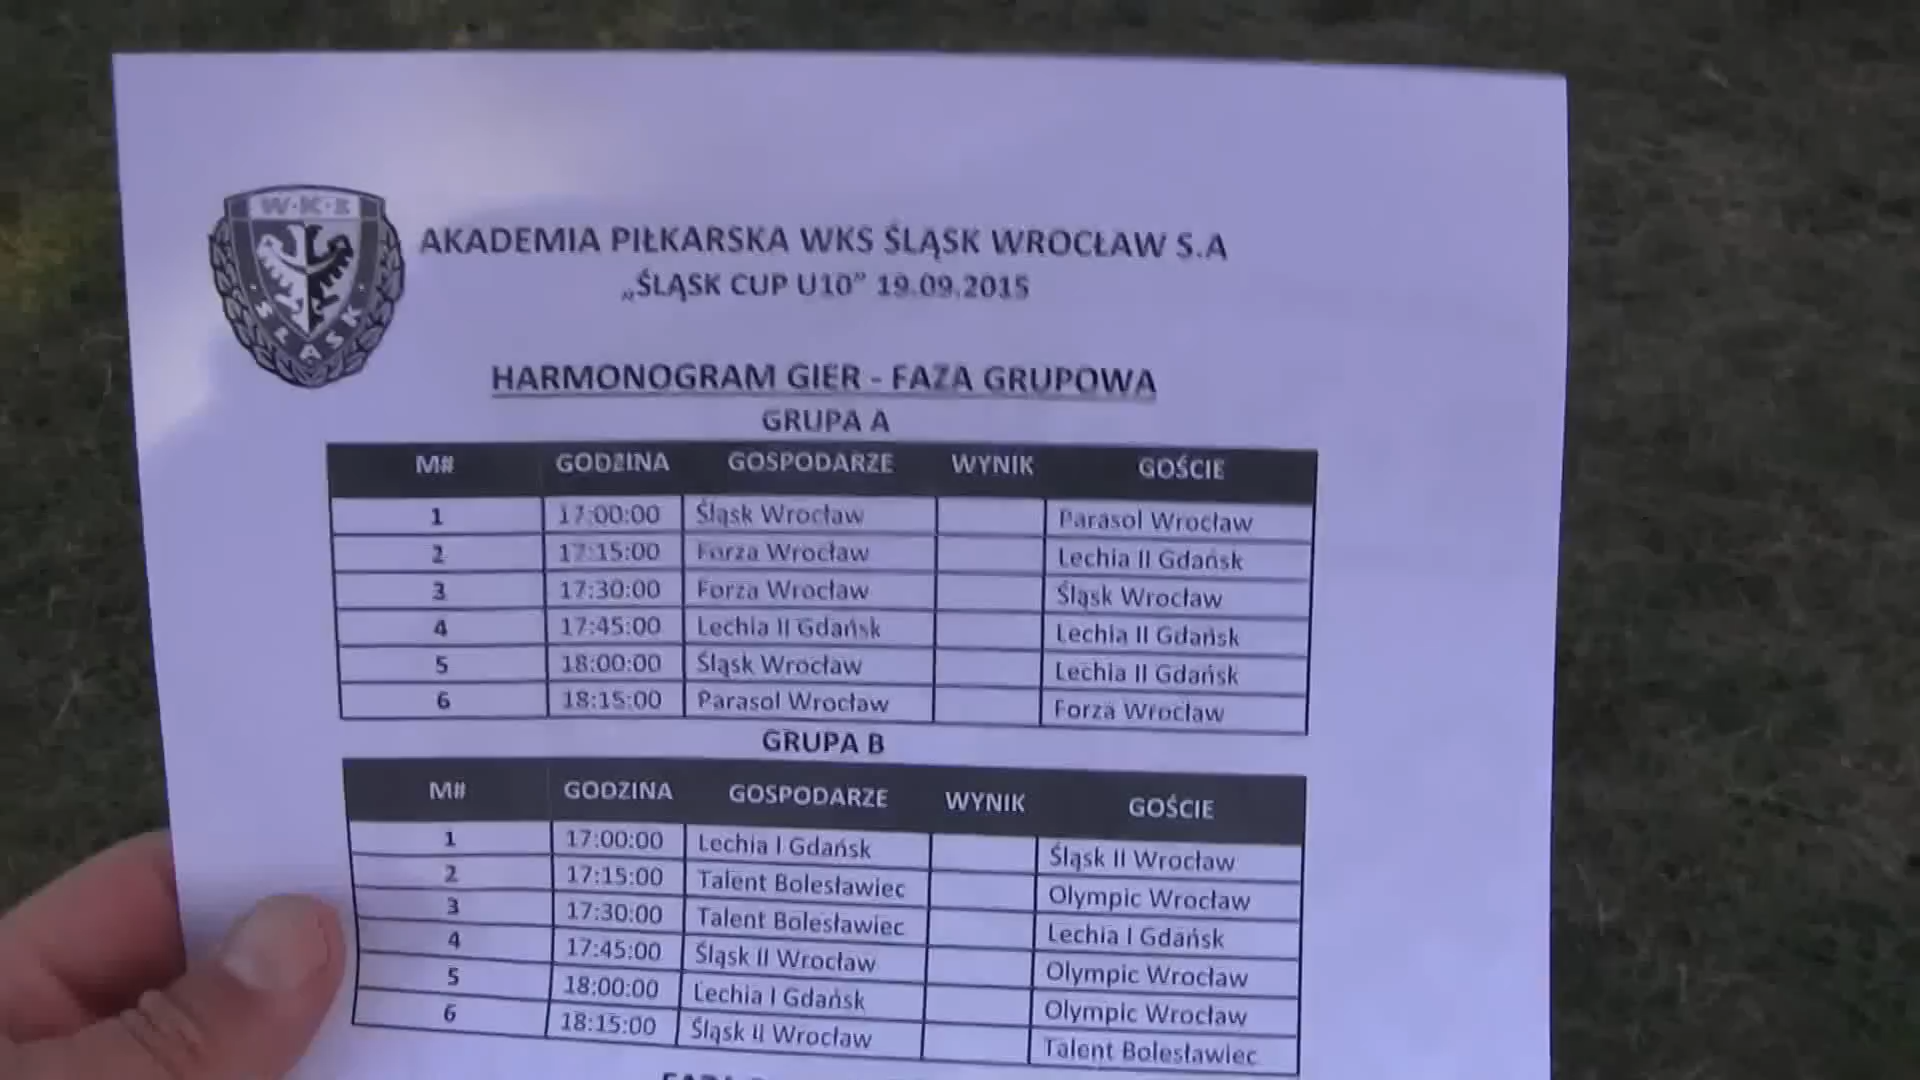 W·K·S
ŚLĄSK
AKADEMIA PIŁKARSKA WKS ŚLĄSK WROCŁAW S.A
„ŚLĄSK CUP U10” 19.09.2015
HARMONOGRAM GIER - FAZA GRUPOWA
GRUPA A
M# GODZINA GOSPODARZE WYNIK GOŚCIE
1 17:00:00 Śląsk Wrocław Parasol Wrocław
2 17:15:00 Forza Wrocław Lechia II Gdańsk
3 17:30:00 Forza Wrocław Śląsk Wrocław
4 17:45:00 Lechia II Gdańsk Lechia II Gdańsk
5 18:00:00 Śląsk Wrocław Lechia II Gdańsk
6 18:15:00 Parasol Wrocław Forza Wrocław
GRUPA B
M# GODZINA GOSPODARZE WYNIK GOŚCIE
1 17:00:00 Lechia I Gdańsk Śląsk II Wrocław
2 17:15:00 Talent Bolesławiec Olympic Wrocław
3 17:30:00 Talent Bolesławiec Lechia I Gdańsk
4 17:45:00 Śląsk II Wrocław Olympic Wrocław
5 18:00:00 Lechia I Gdańsk Olympic Wrocław
6 18:15:00 Śląsk II Wrocław Talent Bolesławiec